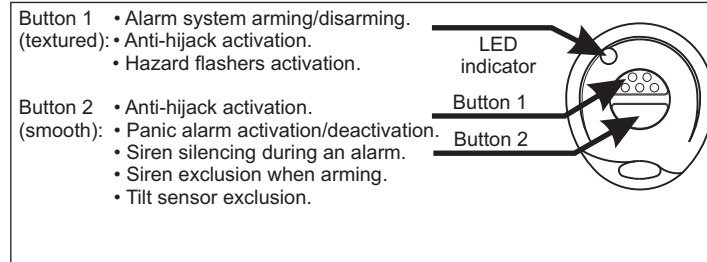 Button 1 • Alarm system arming/disarming.
(textured): • Anti-hijack activation.
• Hazard flashers activation.
Button 2 • Anti-hijack activation.
(smooth): • Panic alarm activation/deactivation.
• Siren silencing during an alarm.
• Siren exclusion when arming.
• Tilt sensor exclusion.
LED
indicator
Button 1
Button 2